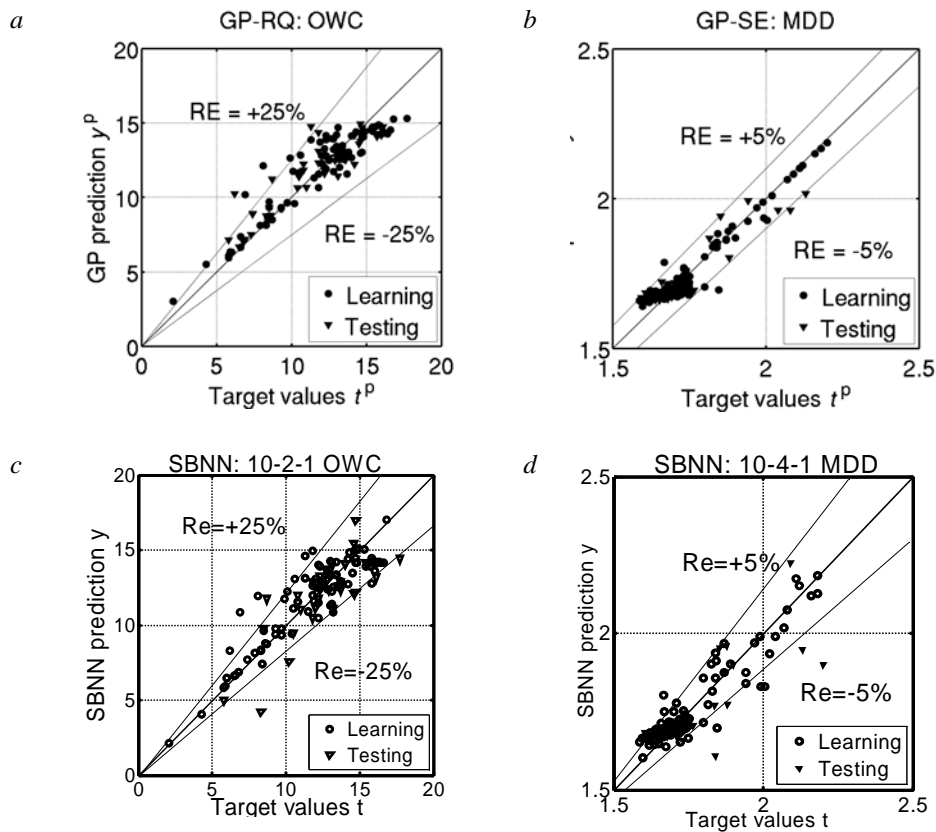 a
GP-RQ: OWC
20
15
10
5
0
0 5 10 15 20
GP prediction y^p
RE = +25%
RE = -25%
Learning
Testing
Target values t^p
b
GP-SE: MDD
2.5
2
1.5
1.5 2 2.5
RE = +5%
RE = -5%
Learning
Testing
Target values t^p
c
SBNN: 10-2-1 OWC
20
15
10
5
0
0 5 10 15 20
SBNN prediction y
Re=+25%
Re=-25%
Learning
Testing
Target values t
d
SBNN: 10-4-1 MDD
2.5
2
1.5
1.5 2 2.5
SBNN prediction y
Re=+5%
Re=-5%
Learning
Testing
Target values t